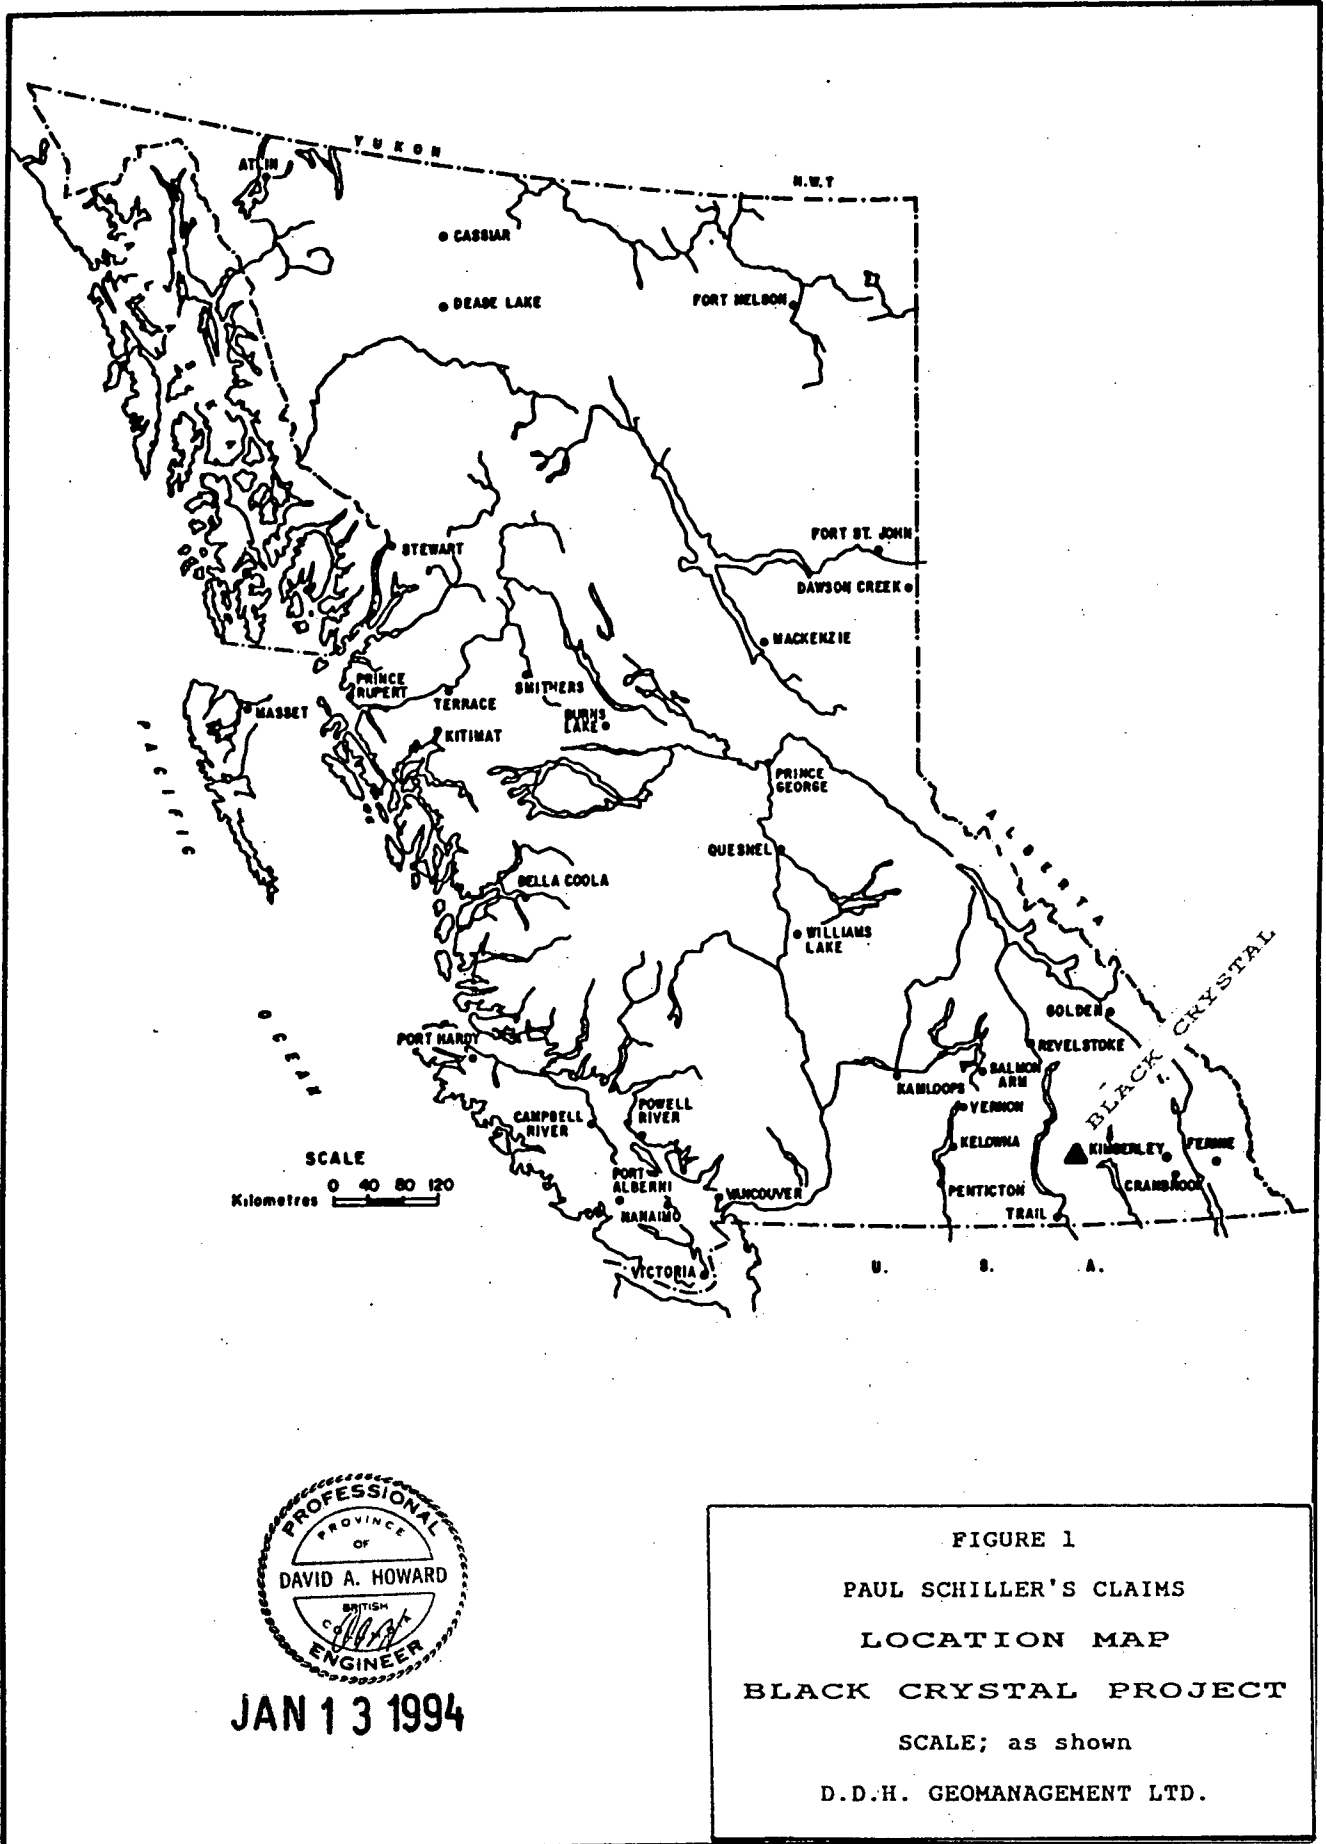 YUKON
ATLIN
N.W.T
CASSIAR
DEASE LAKE
FORT NELSON
STEWART
FORT ST. JOHN
DAWSON CREEK
MACKENZIE
PRINCE
RUPERT
TERRACE
SMITHERS
MASSET
KITIMAT
BURNS
LAKE
PACIFIC
PRINCE
GEORGE
ALBERTA
QUESNEL
BELLA COOLA
WILLIAMS
LAKE
BLACK CRYSTAL
OCEAN
GOLDEN
PORT HARDY
REVELSTOKE
SALMON
ARM
KAMLOOPS
CAMPBELL
RIVER
POWELL
RIVER
VERNON
KELOWNA
KIMBERLEY
FERNIE
SCALE
Kilometres 0 40 80 120
PORT
ALBERNI
VANCOUVER
PENTICTON
CRANBROOK
NANAIMO
TRAIL
VICTORIA
U. S. A.
PROFESSIONAL
PROVINCE
OF
DAVID A. HOWARD
BRITISH
COLUMBIA
ENGINEER
JAN 13 1994
FIGURE 1
PAUL SCHILLER'S CLAIMS
LOCATION MAP
BLACK CRYSTAL PROJECT
SCALE; as shown
D.D.H. GEOMANAGEMENT LTD.